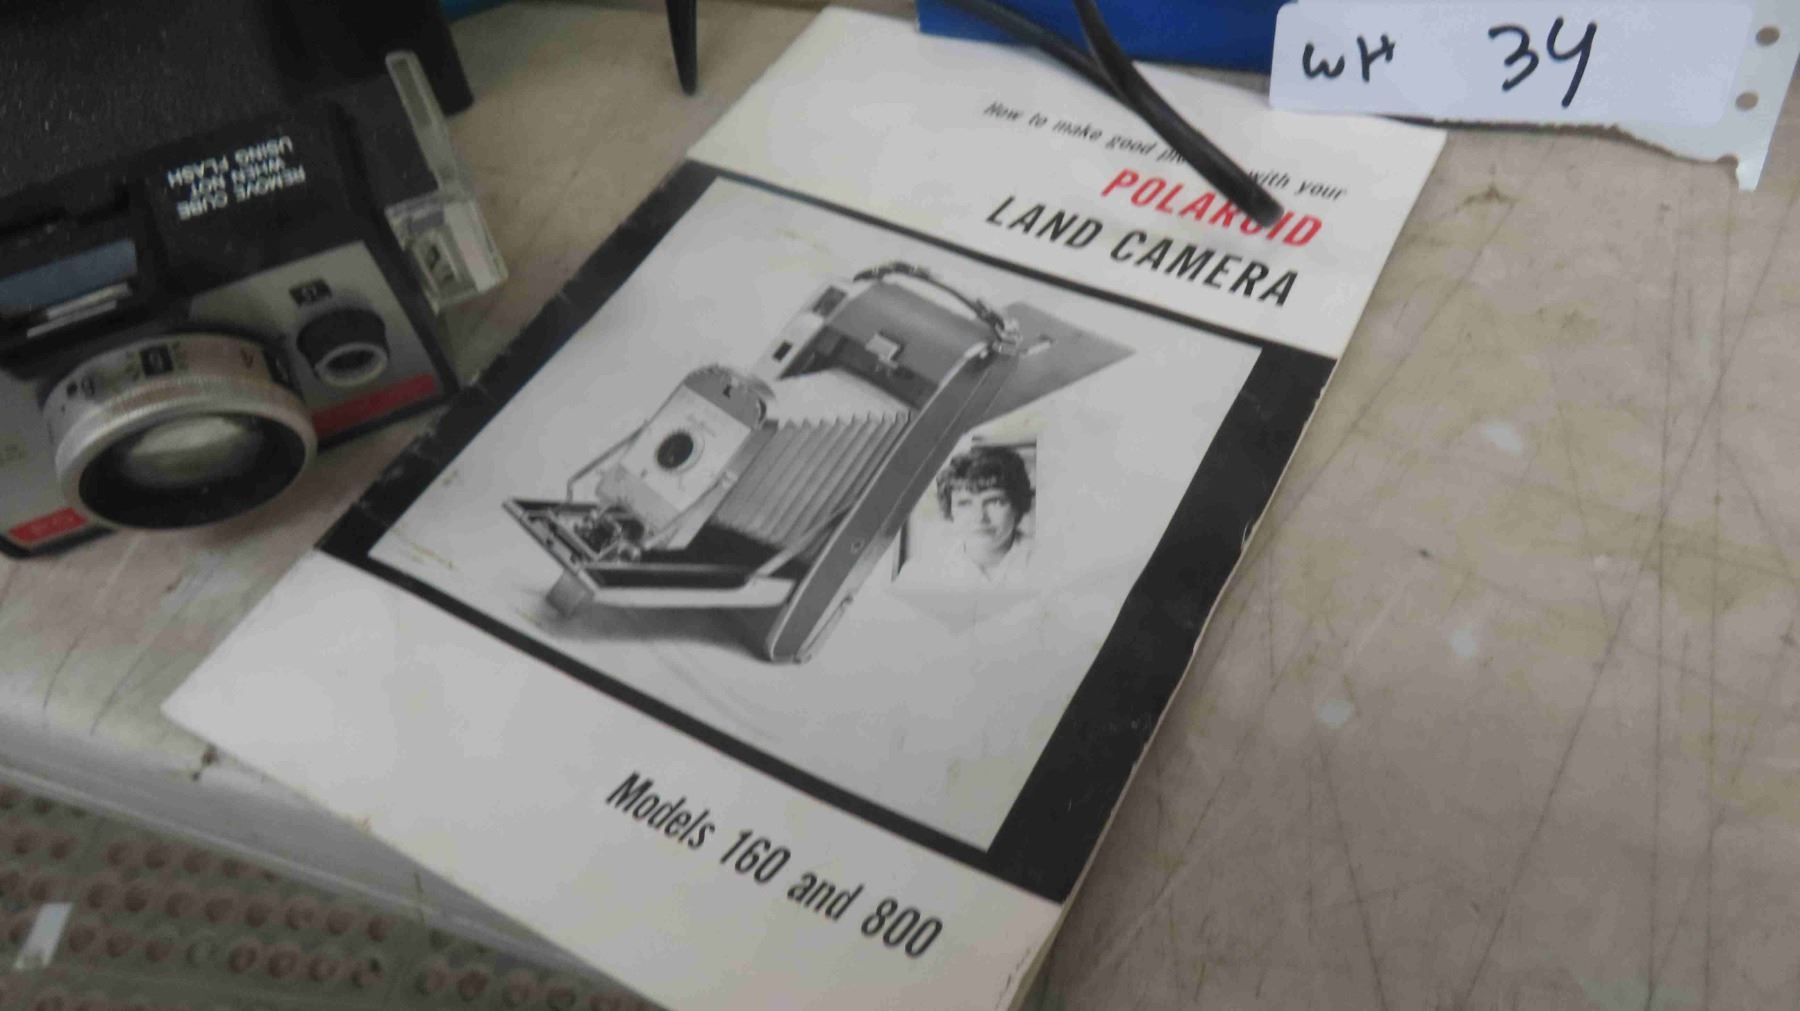 WH 34
How to make good with your
POLAROID
LAND CAMERA
Models 160 and 800
REMOVE CUBE
WHEN NOT
USING FLASH